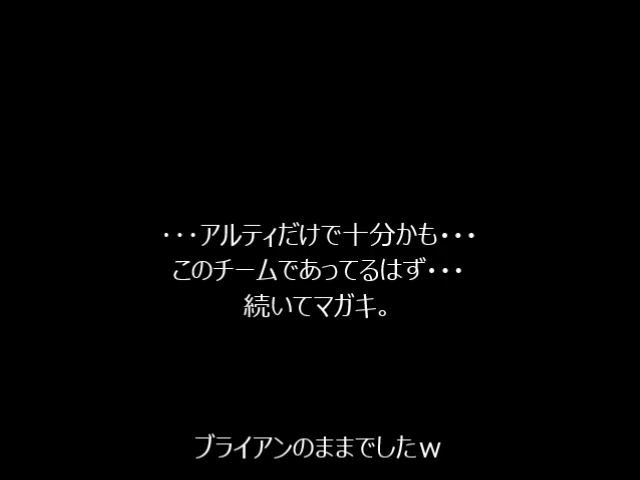 ･･･アルティだけで十分かも･･･
このチームであってるはず･･･
続いてマガキ。
ブライアンのままでしたｗ